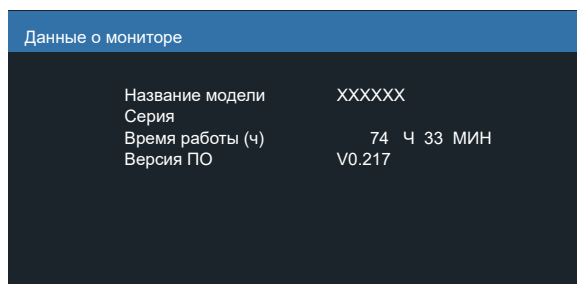 Данные о мониторе
Название модели XXXXXX
Серия
Время работы (ч) 74 Ч 33 МИН
Версия ПО V0.217